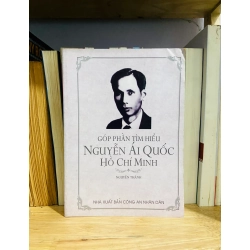 GÓP PHẦN TÌM HIỂU
NGUYỄN ÁI QUỐC
HỒ CHÍ MINH
NHÀ XUẤT BẢN CÔNG AN NHÂN DÂN